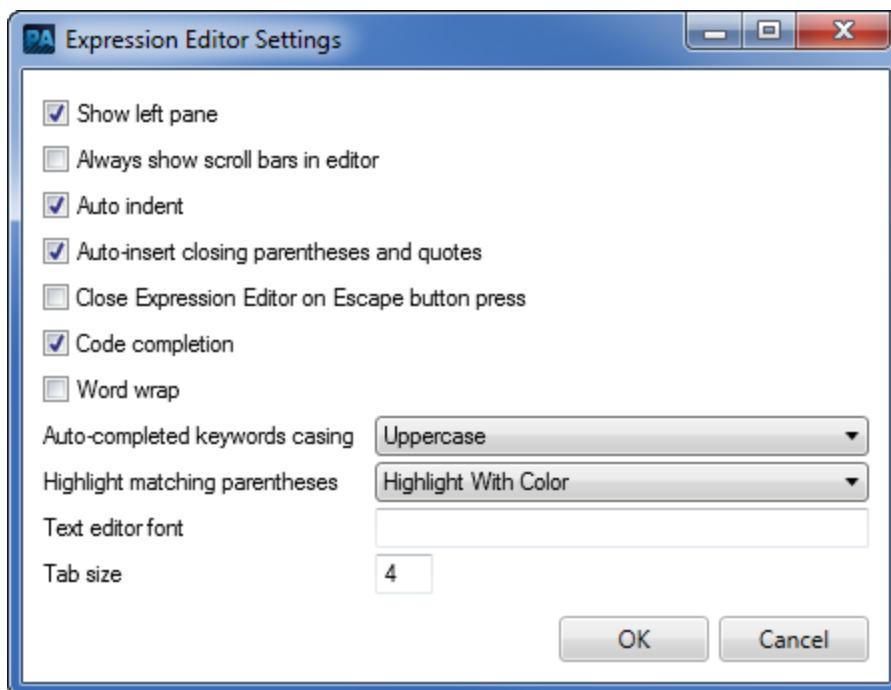 PA Expression Editor Settings
Show left pane
Always show scroll bars in editor
Auto indent
Auto-insert closing parentheses and quotes
Close Expression Editor on Escape button press
Code completion
Word wrap
Auto-completed keywords casing Uppercase
Highlight matching parentheses Highlight With Color
Text editor font
Tab size 4
OK Cancel